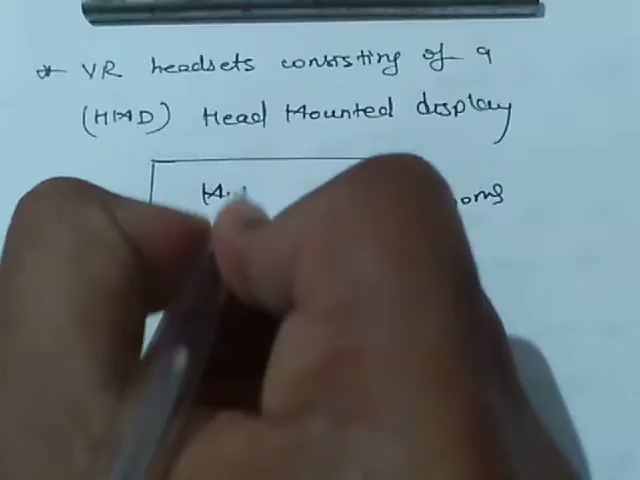 * VR headsets consisting of a
(HMD) Head Mounted display